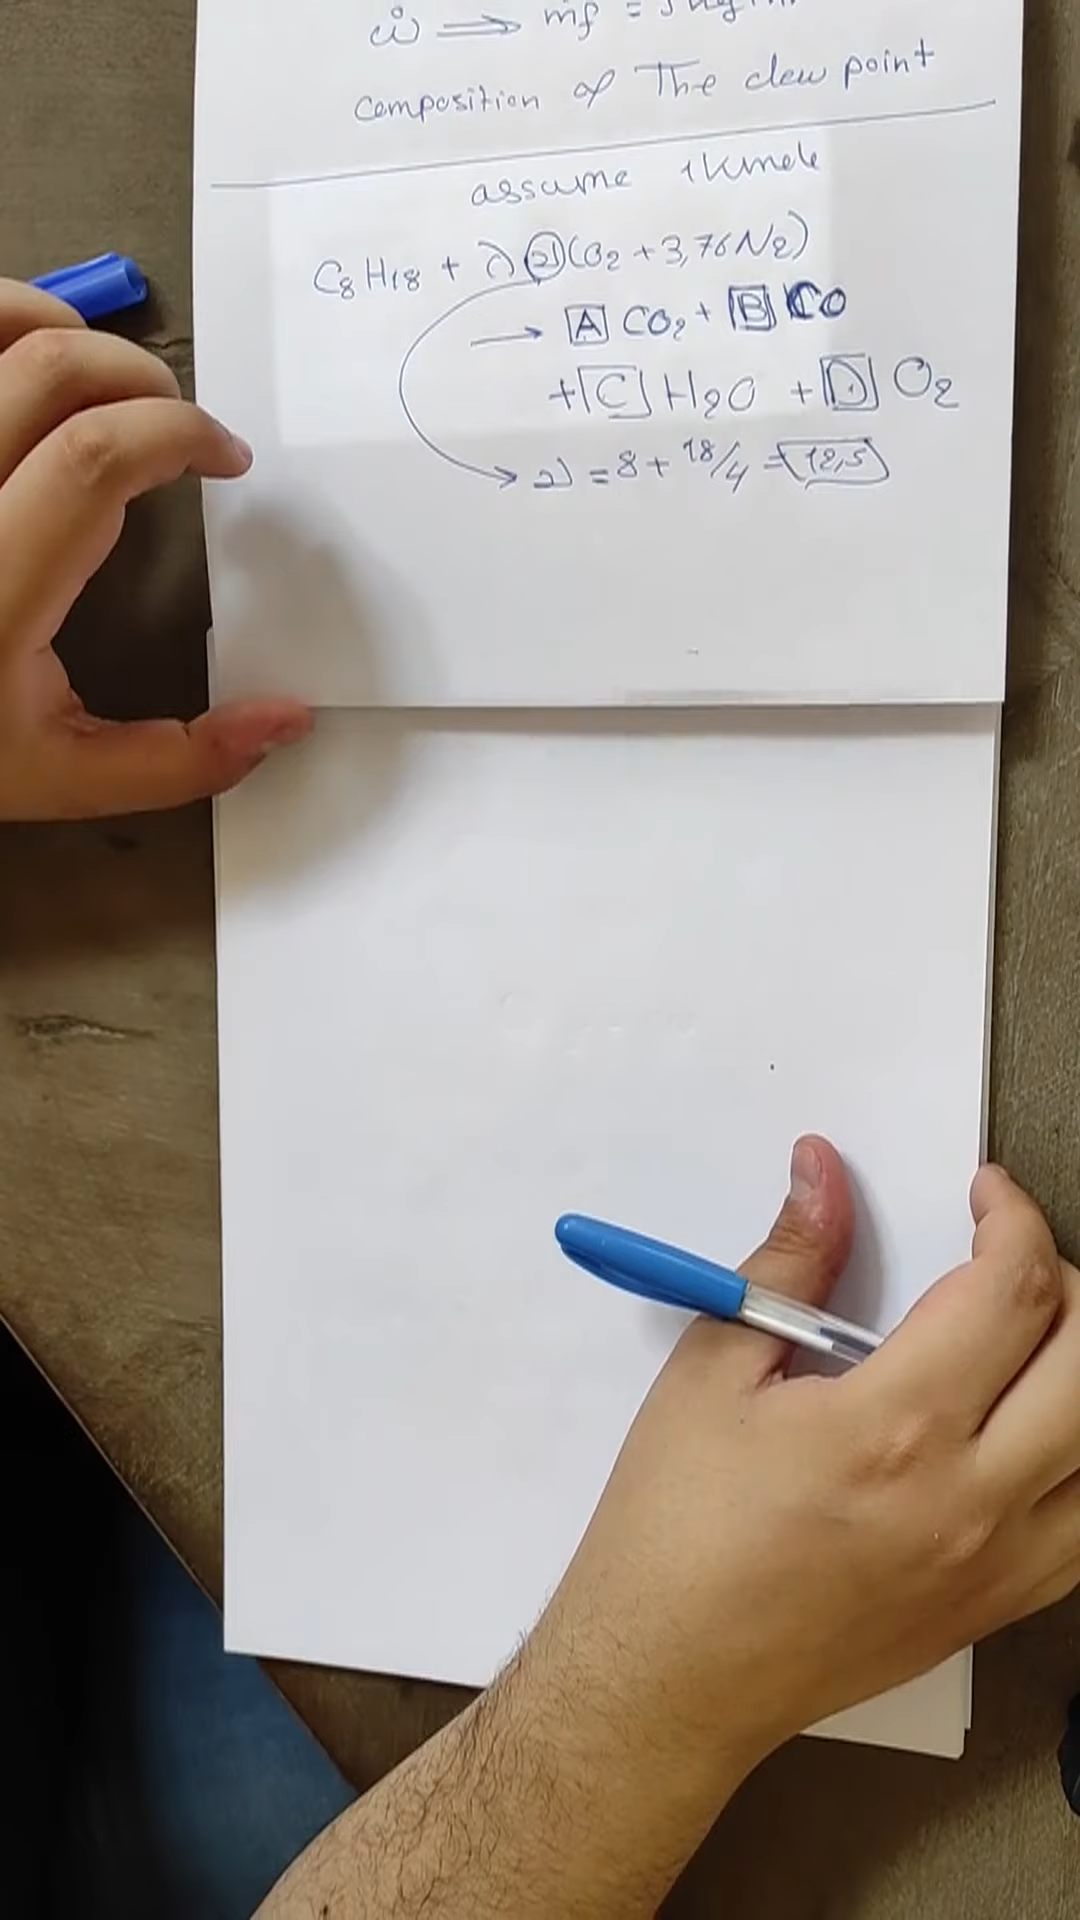 ẇ ⟹ ṁf =
composition of The dew point
assume 1kmole
C8H18 + λ (O2 + 3,76N2)
→ A CO2 + B CO
+ C H2O + D O2
= 8 + 18/4 = 12,5